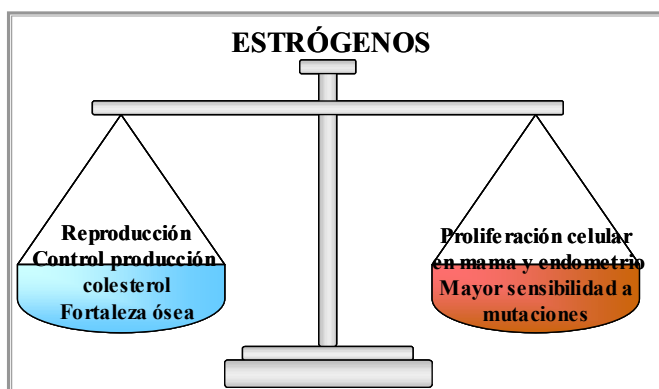 ESTRÓGENOS
Reproducción
Control producción
colesterol
Fortaleza ósea
Proliferación celular
en mama y endometrio
Mayor sensibilidad a
mutaciones